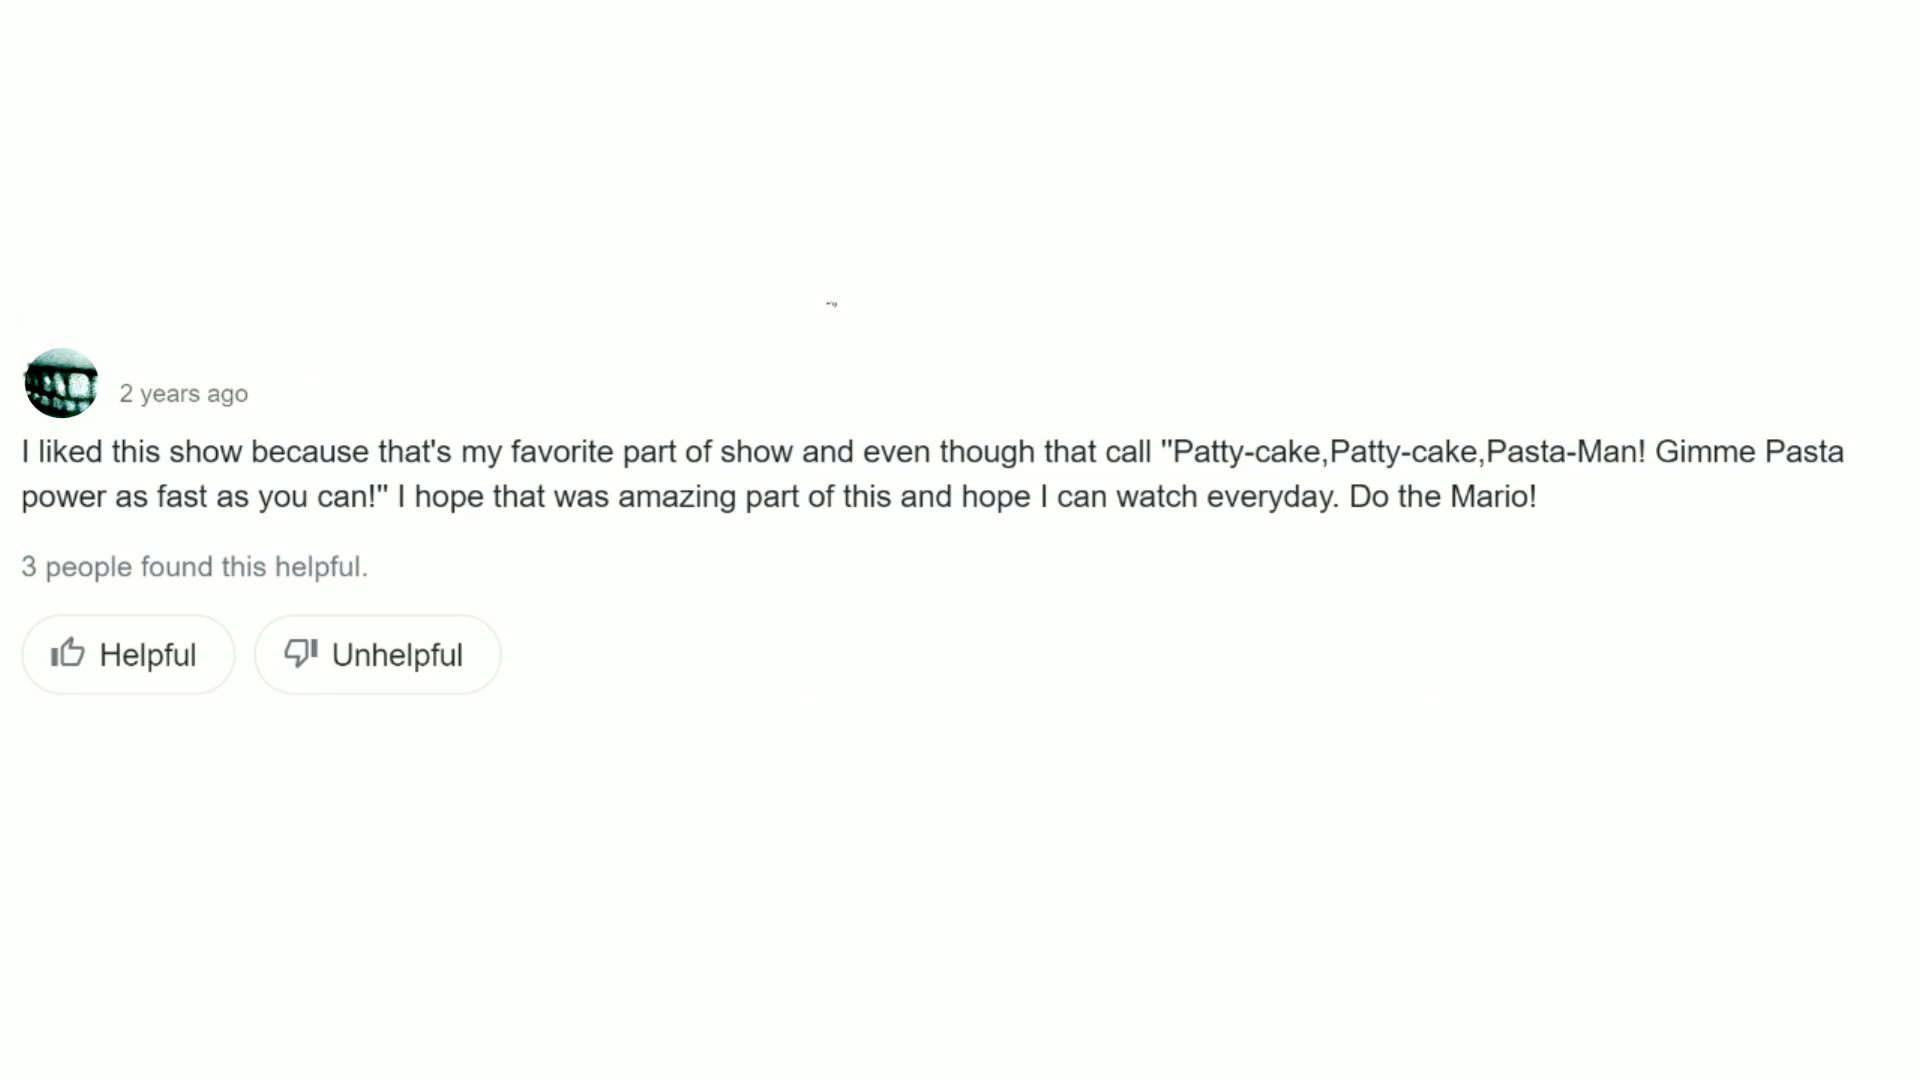 2 years ago
I liked this show because that's my favorite part of show and even though that call "Patty-cake,Patty-cake,Pasta-Man! Gimme Pasta
power as fast as you can!" I hope that was amazing part of this and hope I can watch everyday. Do the Mario!
3 people found this helpful.
Helpful
Unhelpful